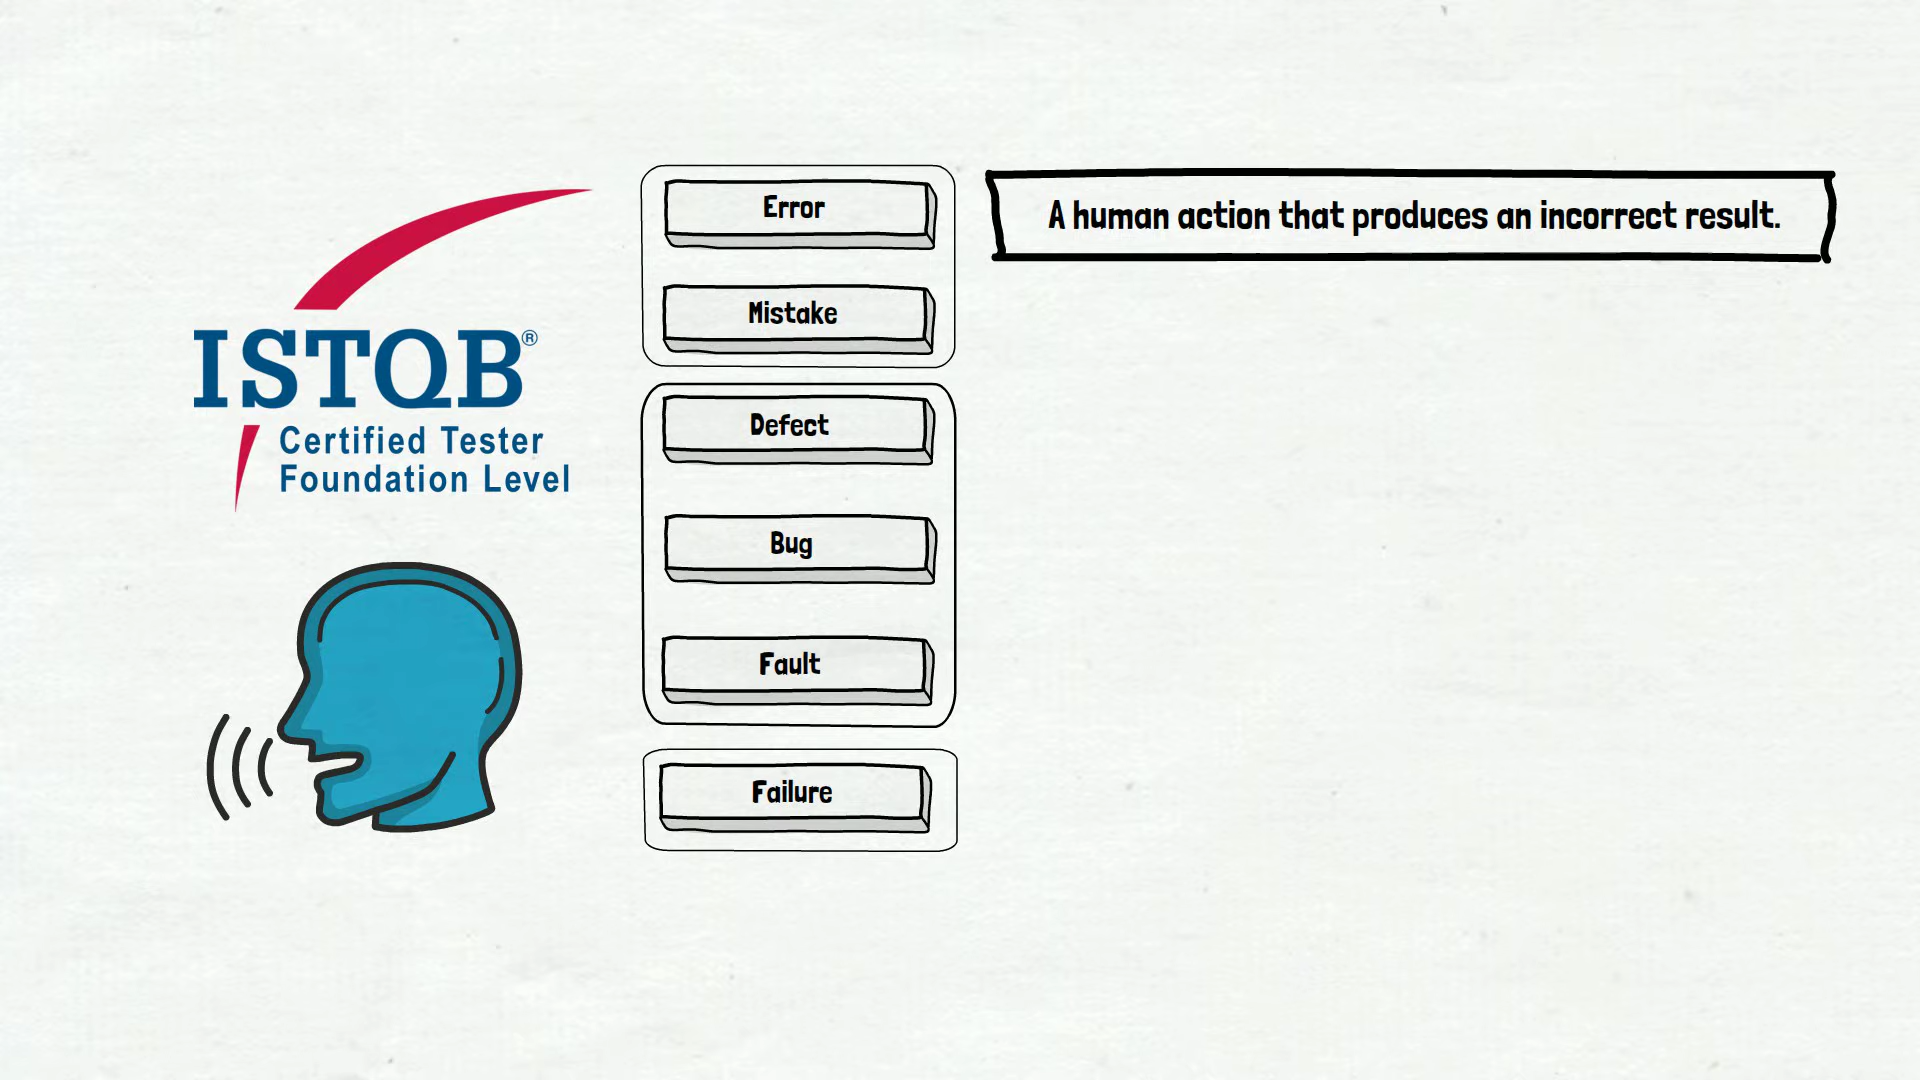 ISTQB®
Certified Tester
Foundation Level
Error
Mistake
Defect
Bug
Fault
Failure
A human action that produces an incorrect result.